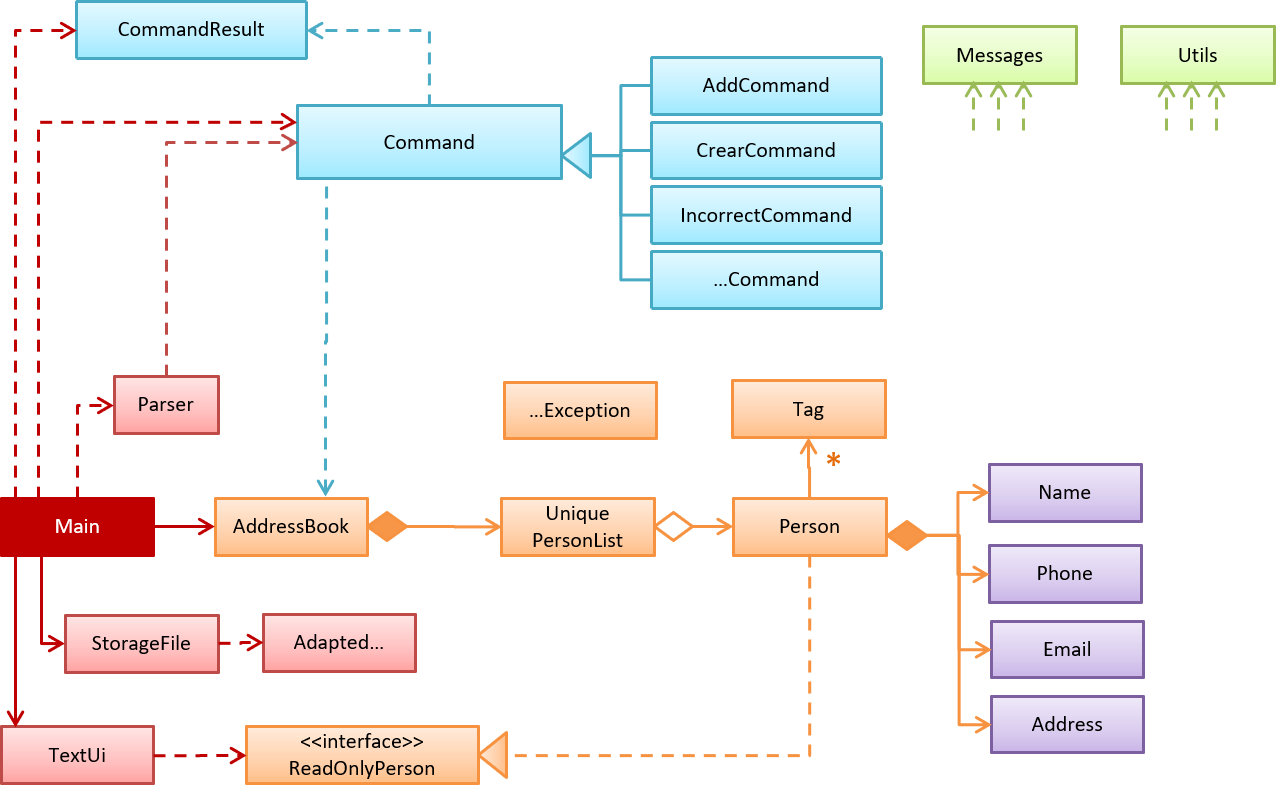 CommandResult
Messages
Utils
AddCommand
Command
CrearCommand
IncorrectCommand
...Command
Parser
...Exception
Tag
*
Name
Main
AddressBook
Unique
PersonList
Person
Phone
StorageFile
Adapted...
Email
Address
TextUi
<<interface>>
ReadOnlyPerson